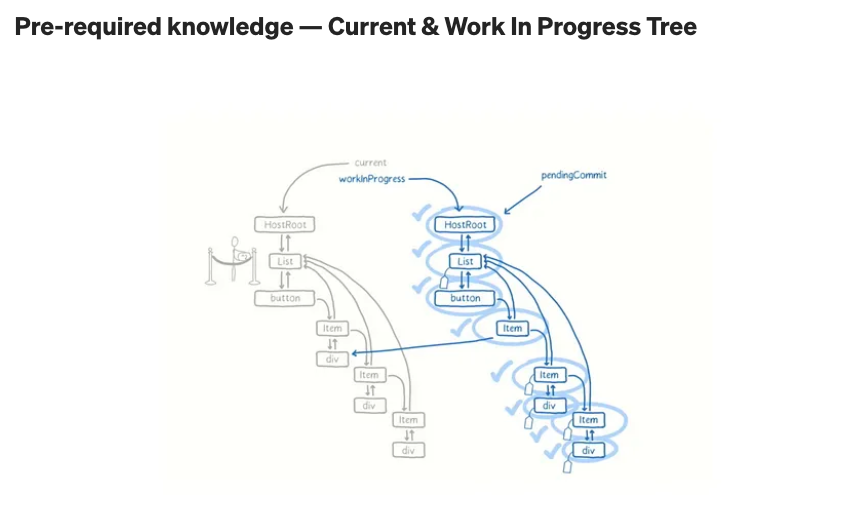 Pre-required knowledge — Current & Work In Progress Tree
current
workInProgress
pendingCommit
HostRoot
HostRoot
List
List
button
button
Item
Item
div
Item
Item
div
div
Item
Item
div
div